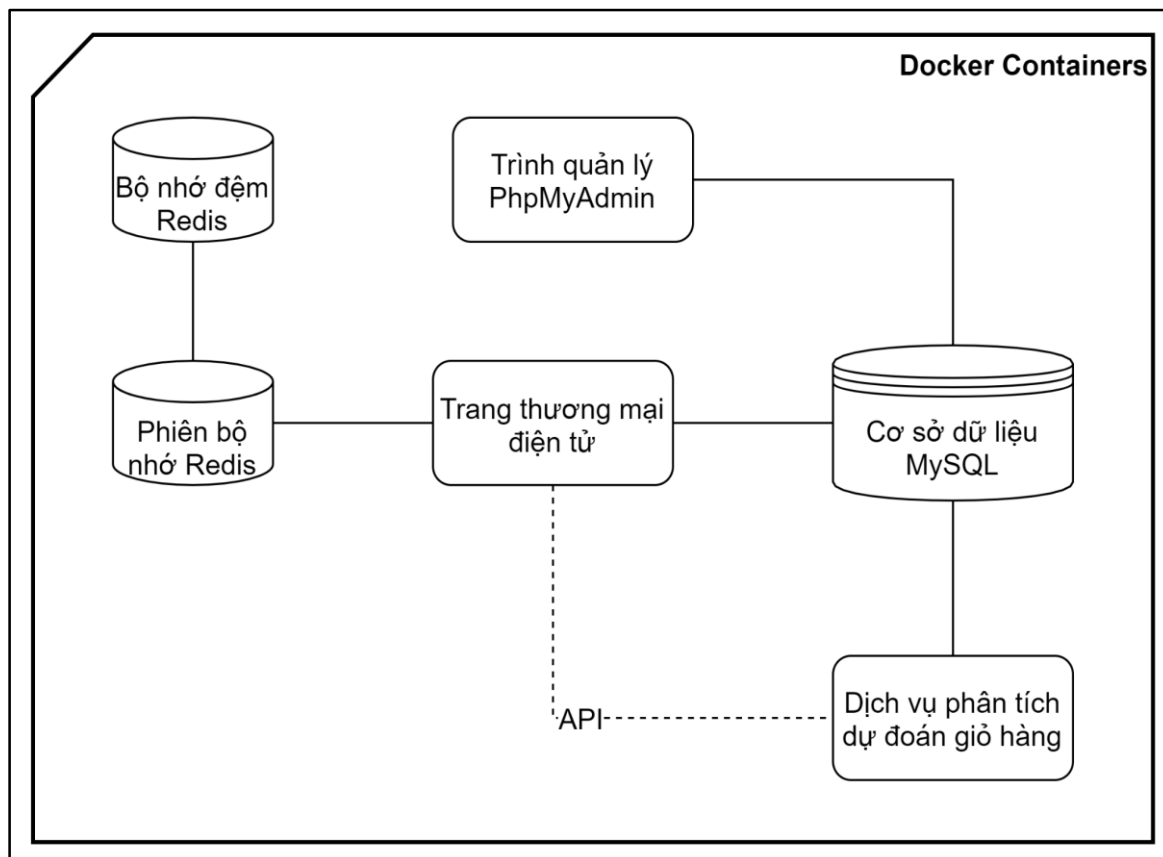 Docker Containers
Bộ nhớ đệm
Redis
Trình quản lý
PhpMyAdmin
Phiên bộ
nhớ Redis
Trang thương mại
điện tử
Cơ sở dữ liệu
MySQL
API
Dịch vụ phân tích
dự đoán giỏ hàng